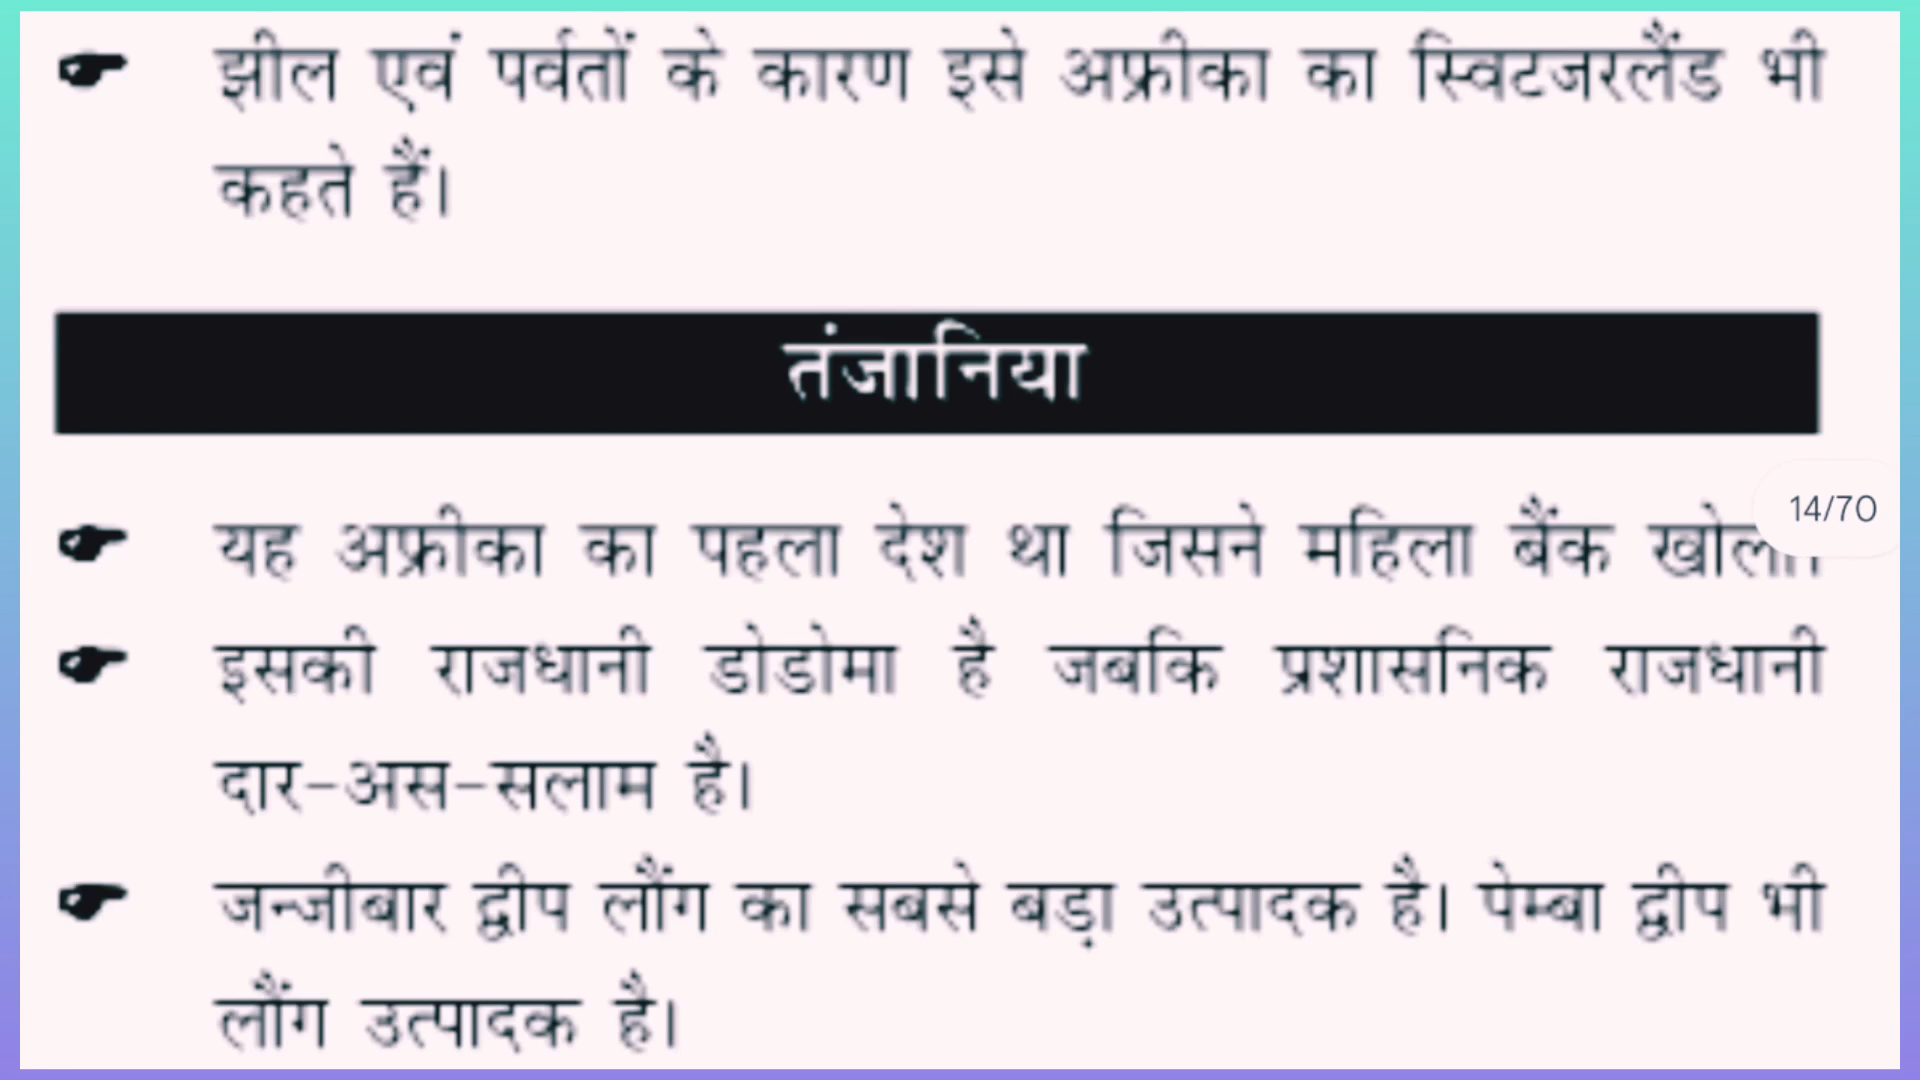 ☛ झील एवं पर्वतों के कारण इसे अफ्रीका का स्विटजरलैंड भी
कहते हैं।
तंजानिया
14/70
☛ यह अफ्रीका का पहला देश था जिसने महिला बैंक खोला।
☛ इसकी राजधानी डोडोमा है जबकि प्रशासनिक राजधानी
दार-अस-सलाम है।
☛ जन्जीबार द्वीप लौंग का सबसे बड़ा उत्पादक है। पेम्बा द्वीप भी
लौंग उत्पादक है।